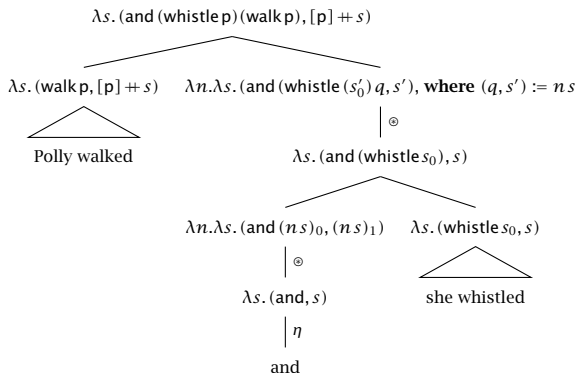 λs. (and (whistle p) (walk p), [p] ⧺ s)
λs. (walk p, [p] ⧺ s) λn.λs. (and (whistle (s′₀) q, s′), where (q, s′) := n s
Polly walked
⊛
λs. (and (whistle s₀), s)
λn.λs. (and (n s)₀, (n s)₁) λs. (whistle s₀, s)
⊛
λs. (and, s) she whistled
η
and